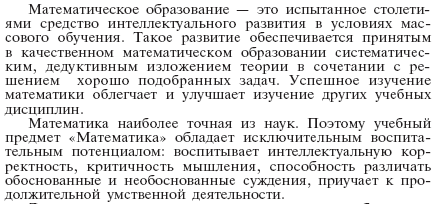 Математическое образование — это испытанное столети-
ями средство интеллектуального развития в условиях мас-
сового обучения. Такое развитие обеспечивается принятым
в качественном математическом образовании систематичес-
ким, дедуктивным изложением теории в сочетании с ре-
шением хорошо подобранных задач. Успешное изучение
математики облегчает и улучшает изучение других учебных
дисциплин.
Математика наиболее точная из наук. Поэтому учебный
предмет «Математика» обладает исключительным воспита-
тельным потенциалом: воспитывает интеллектуальную кор-
ректность, критичность мышления, способность различать
обоснованные и необоснованные суждения, приучает к про-
должительной умственной деятельности.